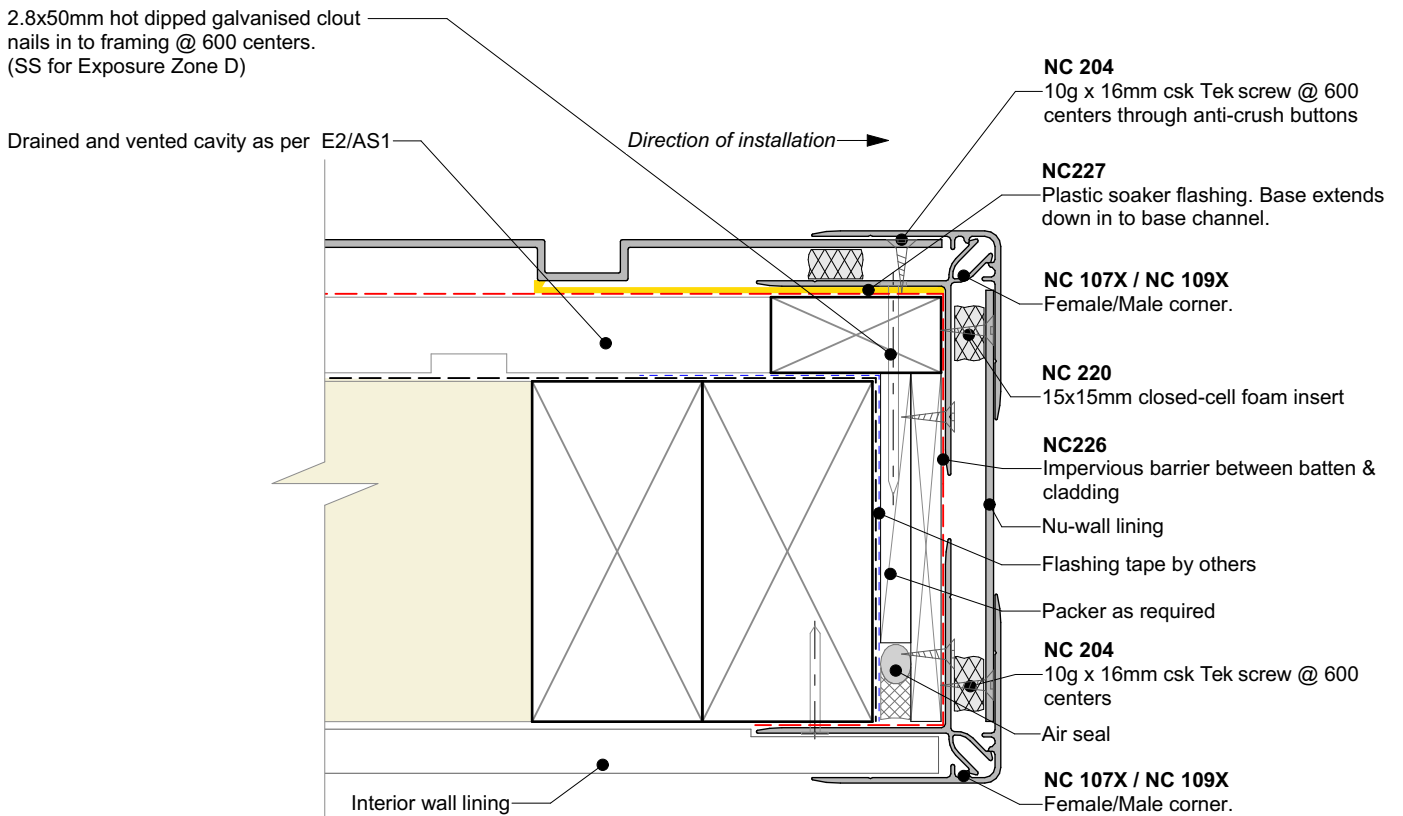 2.8x50mm hot dipped galvanised clout
nails in to framing @ 600 centers.
(SS for Exposure Zone D)
Drained and vented cavity as per E2/AS1
Direction of installation
NC 204
10g x 16mm csk Tek screw @ 600
centers through anti-crush buttons
NC227
Plastic soaker flashing. Base extends
down in to base channel.
NC 107X / NC 109X
Female/Male corner.
NC 220
15x15mm closed-cell foam insert
NC226
Impervious barrier between batten &
cladding
Nu-wall lining
Flashing tape by others
Packer as required
NC 204
10g x 16mm csk Tek screw @ 600
centers
Air seal
NC 107X / NC 109X
Female/Male corner.
Interior wall lining